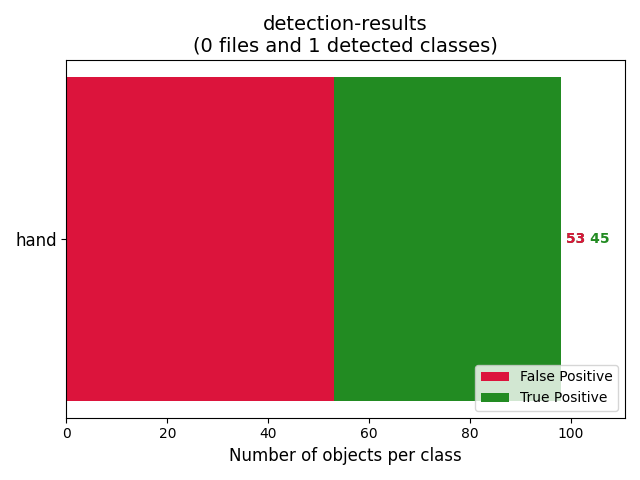 detection-results
(0 files and 1 detected classes)
hand
53 45
False Positive
True Positive
0 20 40 60 80 100
Number of objects per class